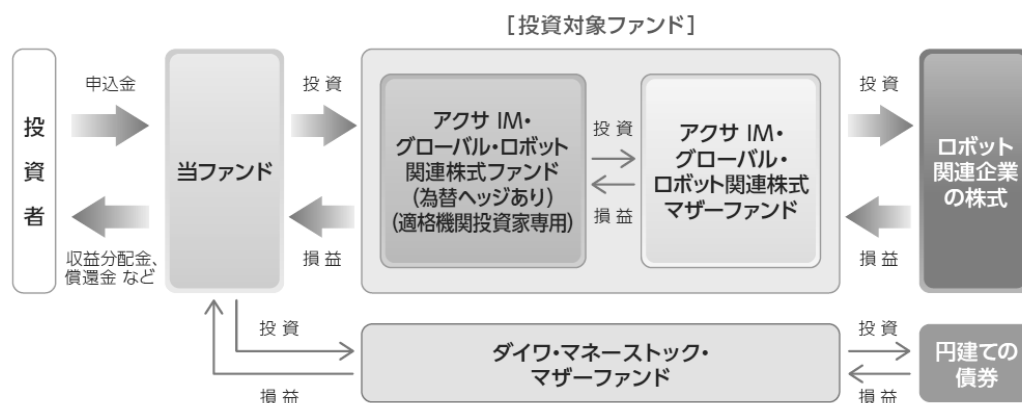 [投資対象ファンド]
投資者
申込金
収益分配金、
償還金 など
当ファンド
投資
損益
アクサ IM・
グローバル・ロボット
関連株式ファンド
(為替ヘッジあり)
(適格機関投資家専用)
投資
損益
アクサ IM・
グローバル・
ロボット関連株式
マザーファンド
投資
損益
ロボット
関連企業
の株式
投資
損益
ダイワ・マネーストック・
マザーファンド
投資
損益
円建ての
債券